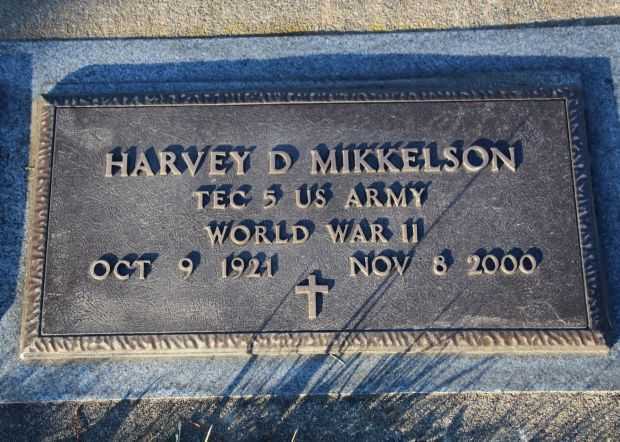 HARVEY D MIKKELSON
TEC 5 US ARMY
WORLD WAR II
OCT 9 1921 NOV 8 2000